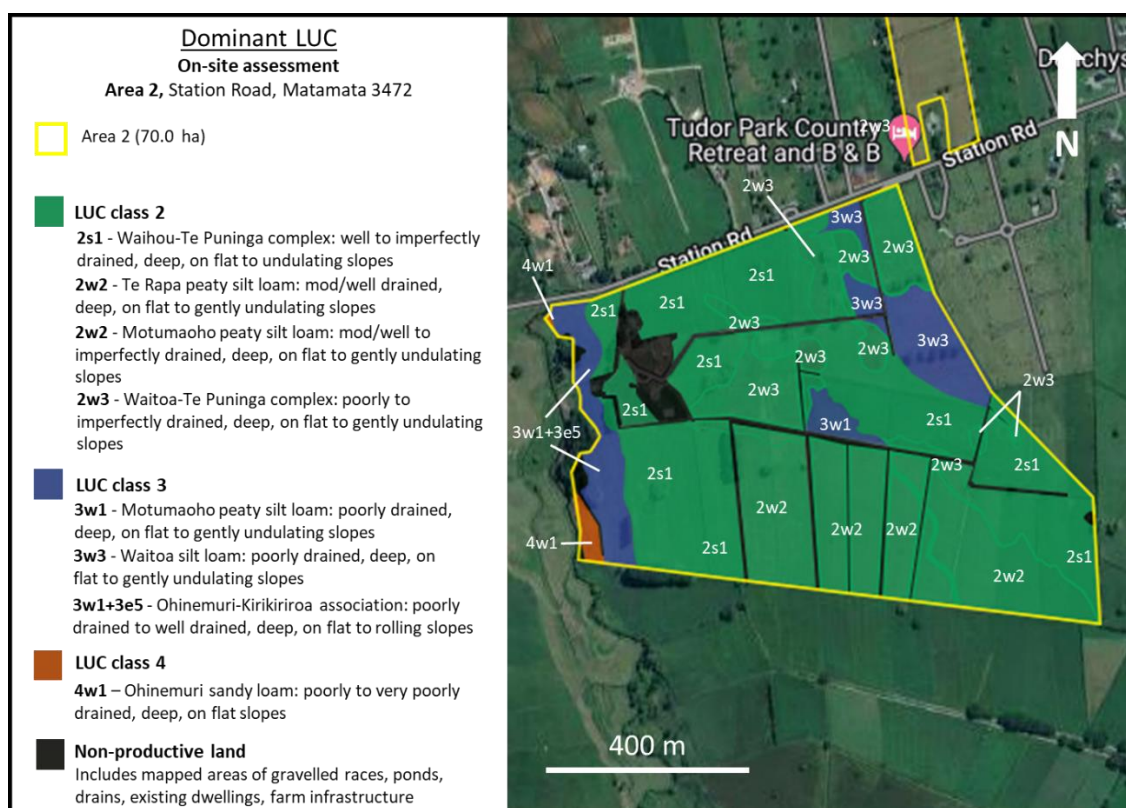 Dominant LUC
On-site assessment
Area 2, Station Road, Matamata 3472
Area 2 (70.0 ha)
LUC class 2
2s1 - Waihou-Te Puninga complex: well to imperfectly
drained, deep, on flat to undulating slopes
2w2 - Te Rapa peaty silt loam: mod/well drained,
deep, on flat to gently undulating slopes
2w2 - Motumaoho peaty silt loam: mod/well to
imperfectly drained, deep, on flat to gently undulating
slopes
2w3 - Waitoa-Te Puninga complex: poorly to
imperfectly drained, deep, on flat to gently undulating
slopes
LUC class 3
3w1 - Motumaoho peaty silt loam: poorly drained,
deep, on flat to gently undulating slopes
3w3 - Waitoa silt loam: poorly drained, deep, on
flat to gently undulating slopes
3w1+3e5 - Ohinemuri-Kirikiriroa association: poorly
drained to well drained, deep, on flat to rolling slopes
LUC class 4
4w1 – Ohinemuri sandy loam: poorly to very poorly
drained, deep, on flat slopes
Non-productive land
Includes mapped areas of gravelled races, ponds,
drains, existing dwellings, farm infrastructure
N
2w3
Tudor Park Country
Retreat and B & B
Station Rd
2w3
3w3
Station Rd
2w3
2w3
4w1
2s1
2s1
2s1
3w3
2w3
3w3
2s1
2w3
2w3
2w3
2w3
2s1
3w1
2s1
3w1+3e5
2s1
2w3
2s1
2w2
2w2
2w2
4w1
2s1
2w2
2s1
400 m